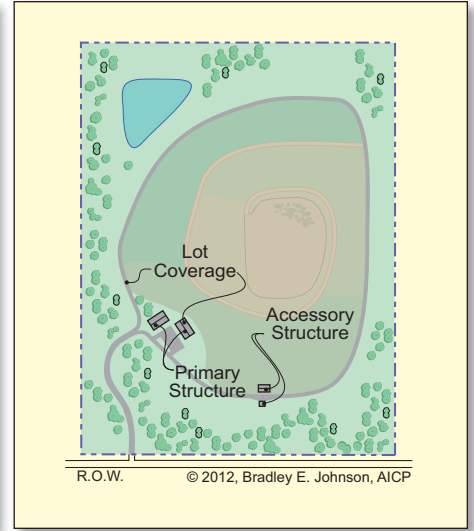 Lot
Coverage
Accessory
Structure
Primary
Structure
R.O.W.
© 2012, Bradley E. Johnson, AICP